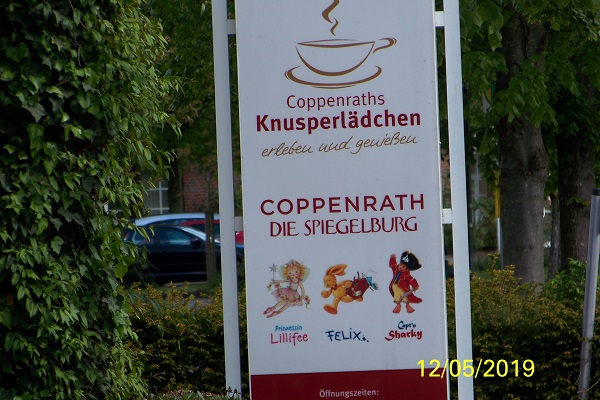 Coppenraths
Knusperlädchen
erleben und genießen
COPPENRATH
DIE SPIEGELBURG
Prinzessin
Lillifee
FELIX
Capt'n
Sharky
Öffnungszeiten:
12/05/2019